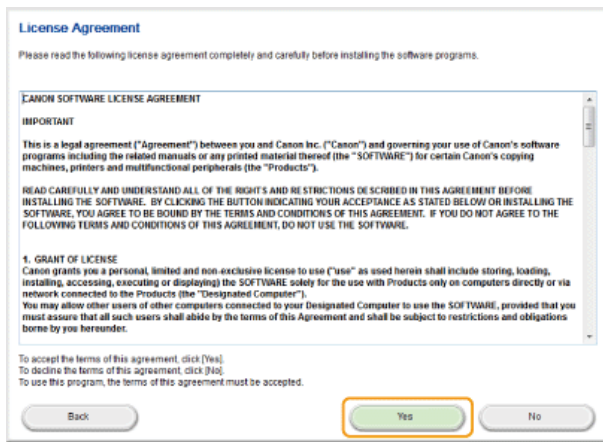 License Agreement
Please read the following license agreement completely and carefully before installing the software programs.
CANON SOFTWARE LICENSE AGREEMENT
IMPORTANT
This is a legal agreement ("Agreement") between you and Canon Inc. ("Canon") and governing your use of Canon's software
programs including the related manuals or any printed material thereof (the "SOFTWARE") for certain Canon's copying
machines, printers and multifunctional peripherals (the "Products").
READ CAREFULLY AND UNDERSTAND ALL OF THE RIGHTS AND RESTRICTIONS DESCRIBED IN THIS AGREEMENT BEFORE
INSTALLING THE SOFTWARE. BY CLICKING THE BUTTON INDICATING YOUR ACCEPTANCE AS STATED BELOW OR INSTALLING THE
SOFTWARE, YOU AGREE TO BE BOUND BY THE TERMS AND CONDITIONS OF THIS AGREEMENT. IF YOU DO NOT AGREE TO THE
FOLLOWING TERMS AND CONDITIONS OF THIS AGREEMENT, DO NOT USE THE SOFTWARE.
1. GRANT OF LICENSE
Canon grants you a personal, limited and non-exclusive license to use ("use" as used herein shall include storing, loading,
installing, accessing, executing or displaying) the SOFTWARE solely for the use with Products only on computers directly or via
network connected to the Products (the "Designated Computer").
You may allow other users of other computers connected to your Designated Computer to use the SOFTWARE, provided that you
must assure that all such users shall abide by the terms of this Agreement and shall be subject to restrictions and obligations
borne by you hereunder.
To accept the terms of this agreement, click [Yes].
To decline the terms of this agreement, click [No].
To use this program, the terms of this agreement must be accepted.
Back
Yes
No